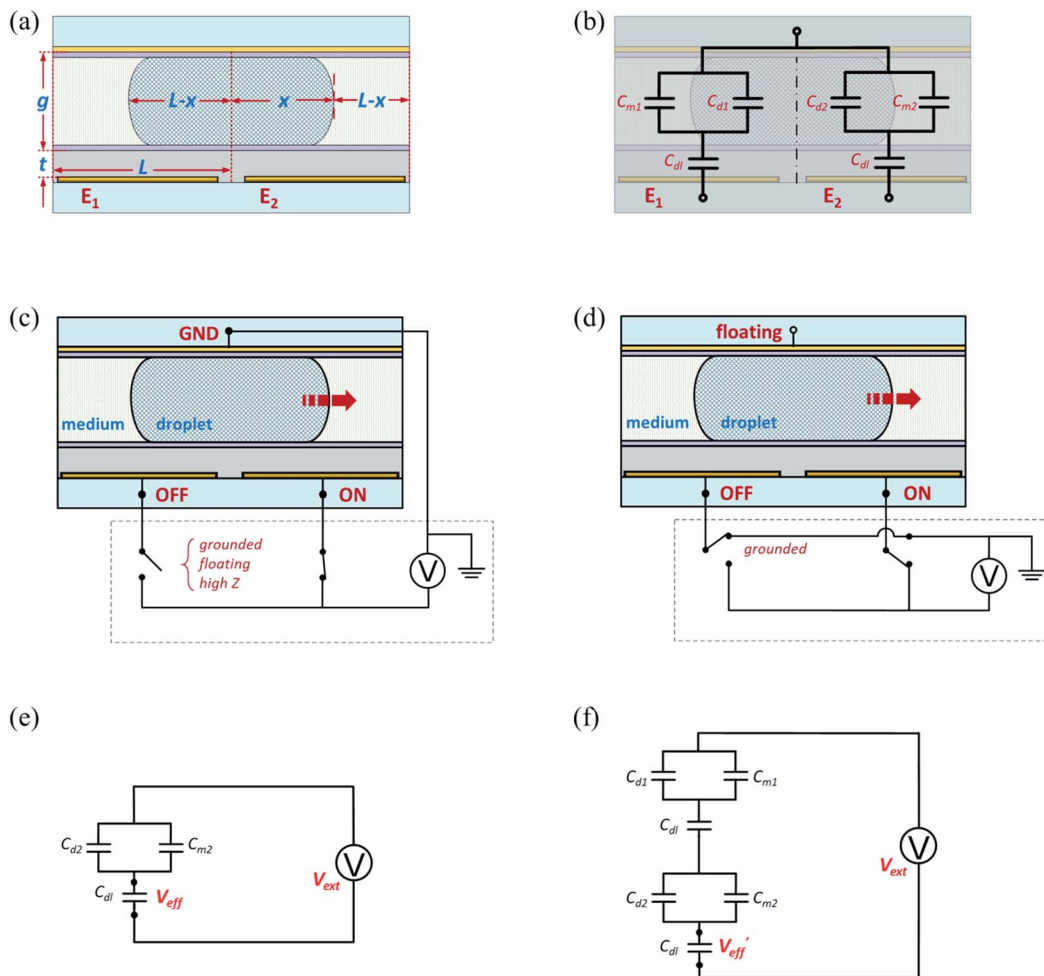 (a)
g
L-x
x
L-x
t
L
E1
E2
(b)
Cm1
Cd1
Cd2
Cm2
Cdl
Cdl
E1
E2
(c)
GND
medium
droplet
OFF
ON
grounded
floating
high Z
V
(d)
floating
medium
droplet
OFF
ON
grounded
V
(e)
Cd2
Cm2
Cdl
Veff
Vext
V
(f)
Cd1
Cm1
Cdl
Cd2
Cm2
Cdl
Veff'
Vext
V